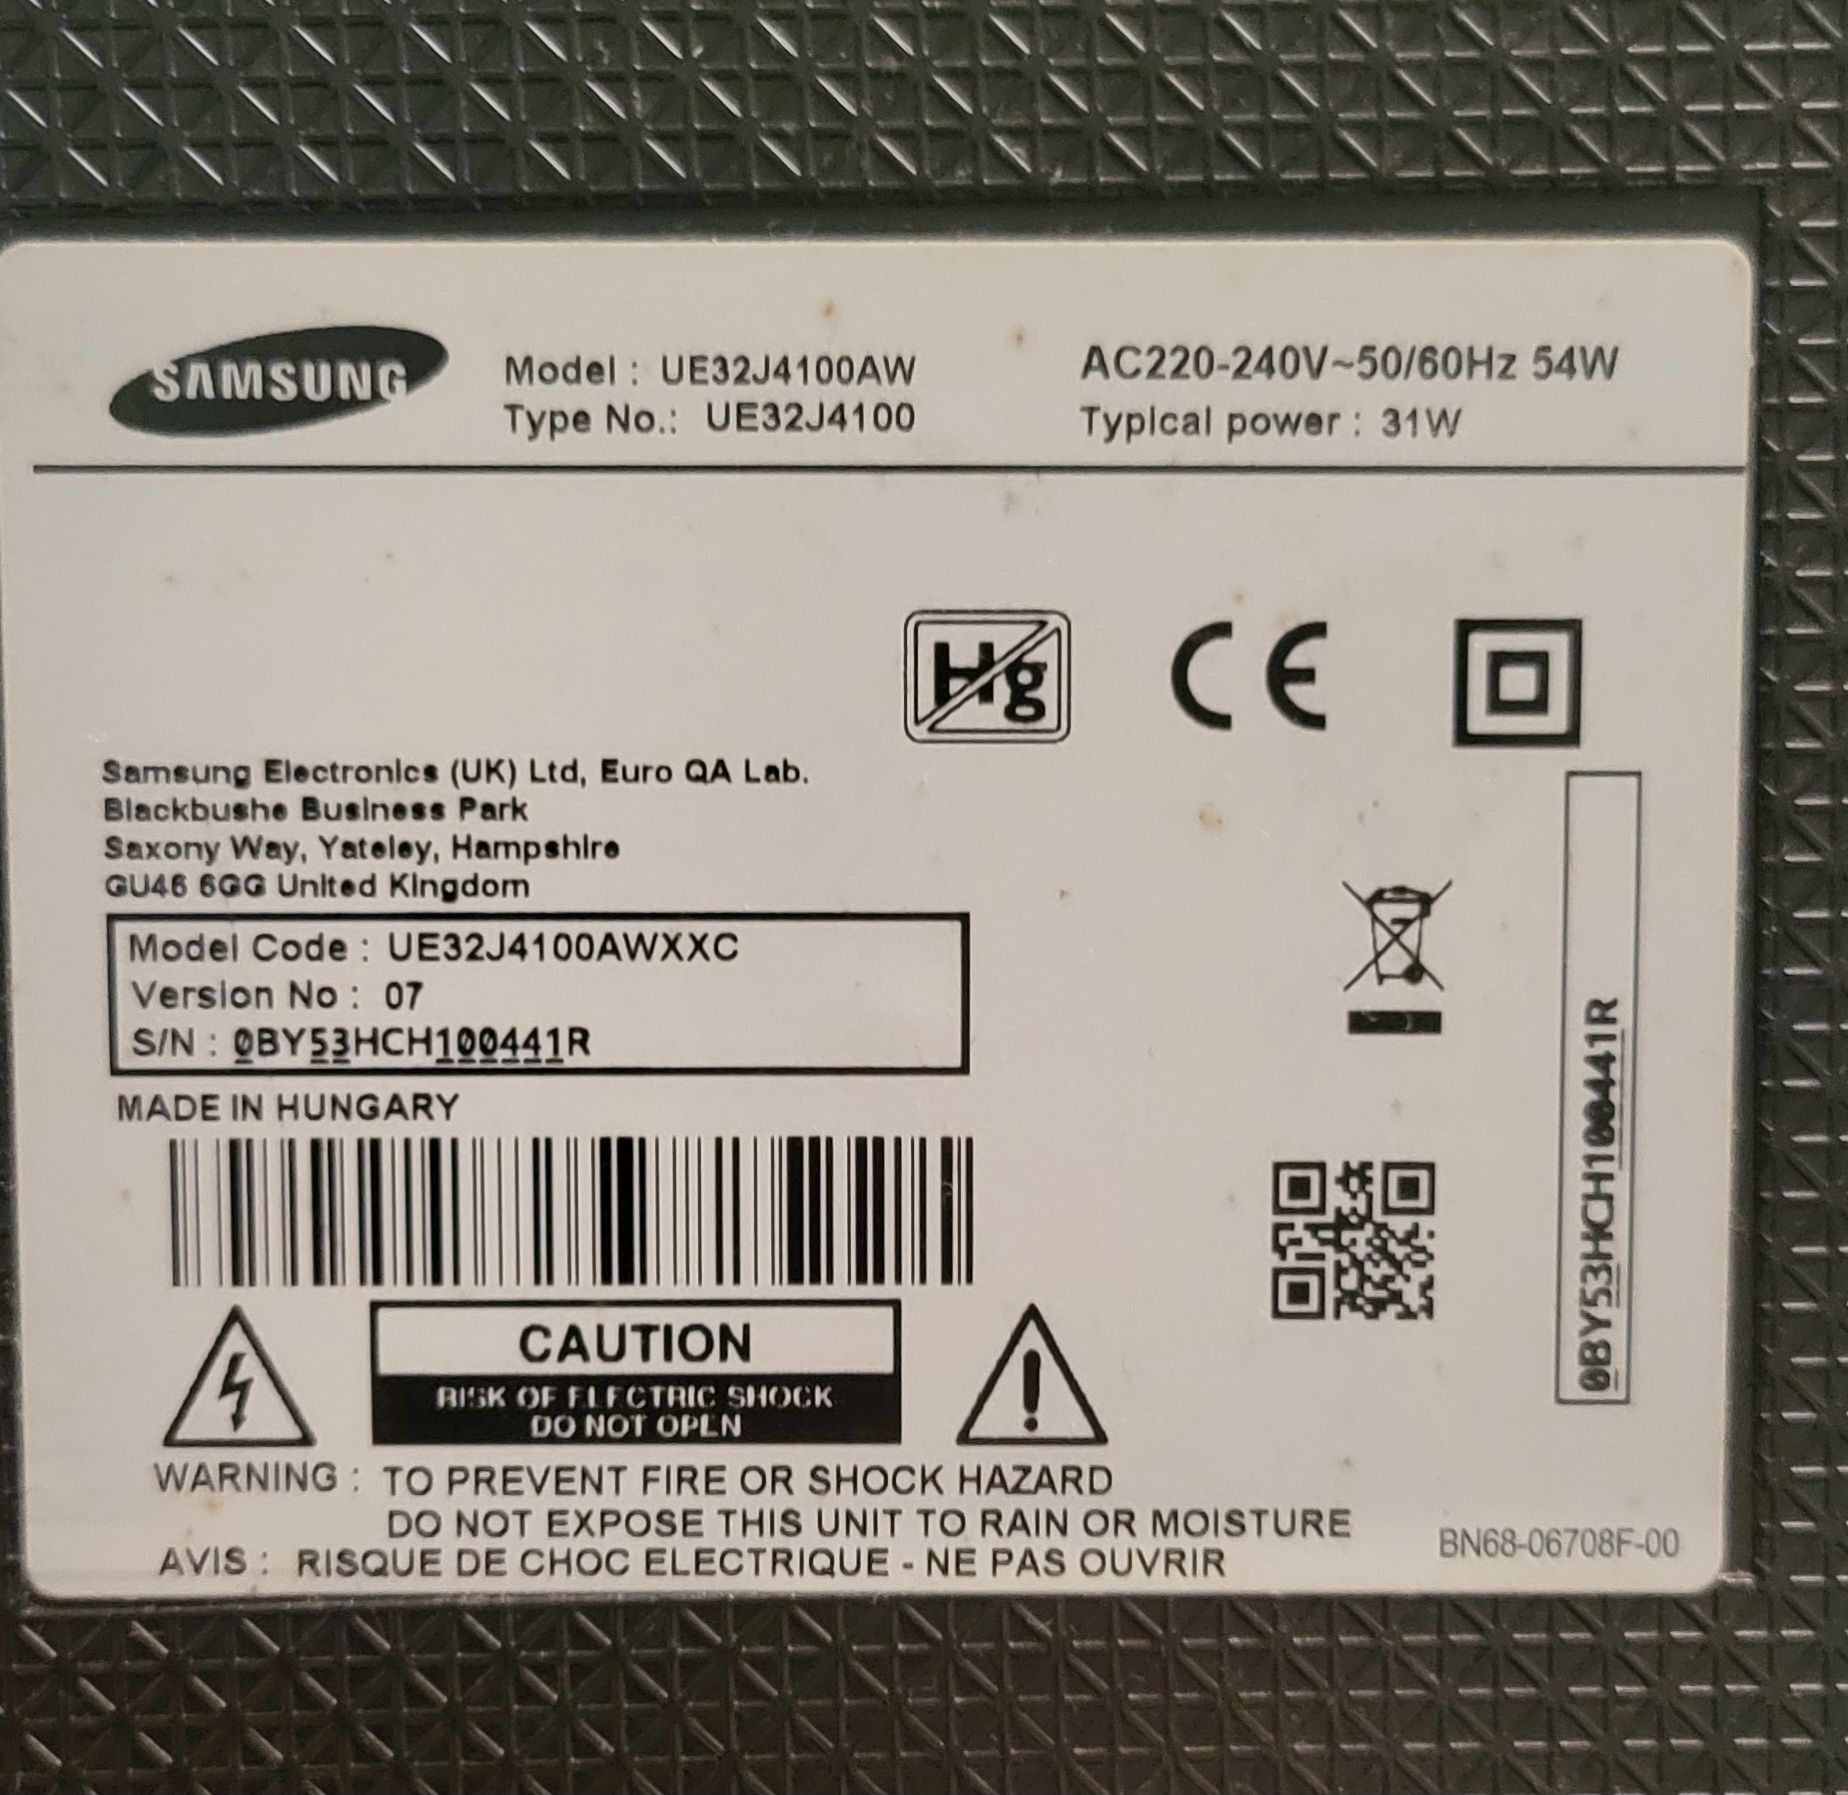 SAMSUNG
Model : UE32J4100AW
Type No.: UE32J4100
AC220-240V~50/60Hz 54W
Typical power : 31W
Hg
CE
Samsung Electronics (UK) Ltd, Euro QA Lab.
Blackbushe Business Park
Saxony Way, Yateley, Hampshire
GU46 6GG United Kingdom
Model Code : UE32J4100AWXXC
Version No : 07
S/N : 0BY53HCH100441R
MADE IN HUNGARY
0BY53HCH100441R
CAUTION
RISK OF ELECTRIC SHOCK
DO NOT OPEN
WARNING : TO PREVENT FIRE OR SHOCK HAZARD
DO NOT EXPOSE THIS UNIT TO RAIN OR MOISTURE
AVIS : RISQUE DE CHOC ELECTRIQUE - NE PAS OUVRIR
BN68-06708F-00